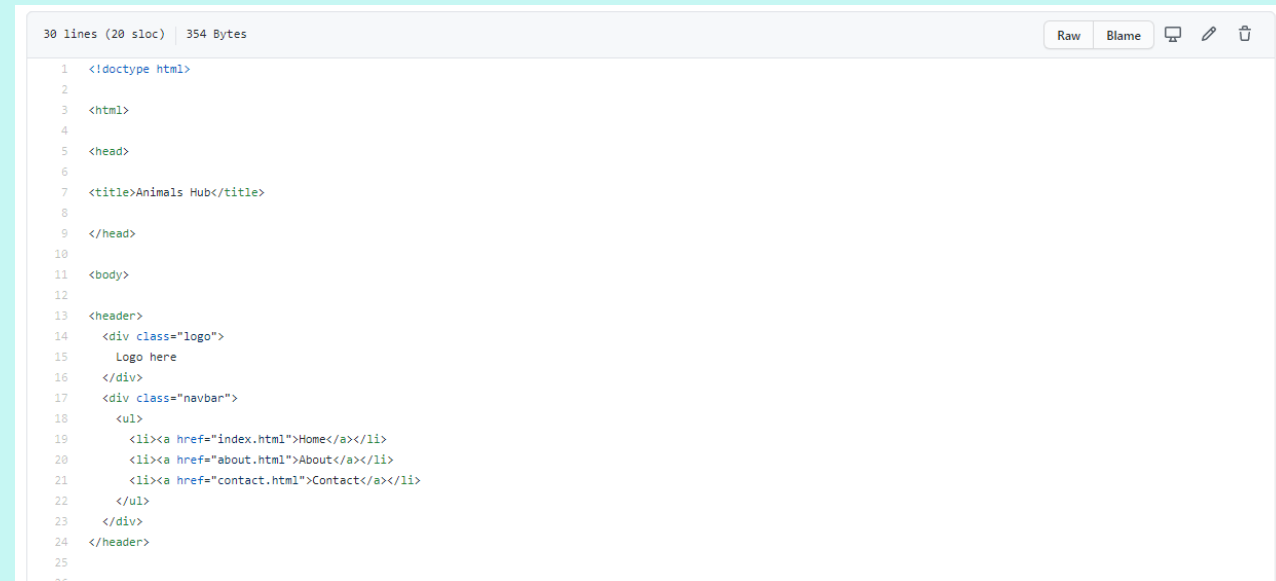 30 lines (20 sloc) 354 Bytes Raw Blame
1 <!doctype html>
2
3 <html>
4
5 <head>
6
7 <title>Animals Hub</title>
8
9 </head>
10
11 <body>
12
13 <header>
14   <div class="logo">
15     Logo here
16   </div>
17   <div class="navbar">
18     <ul>
19       <li><a href="index.html">Home</a></li>
20       <li><a href="about.html">About</a></li>
21       <li><a href="contact.html">Contact</a></li>
22     </ul>
23   </div>
24 </header>
25